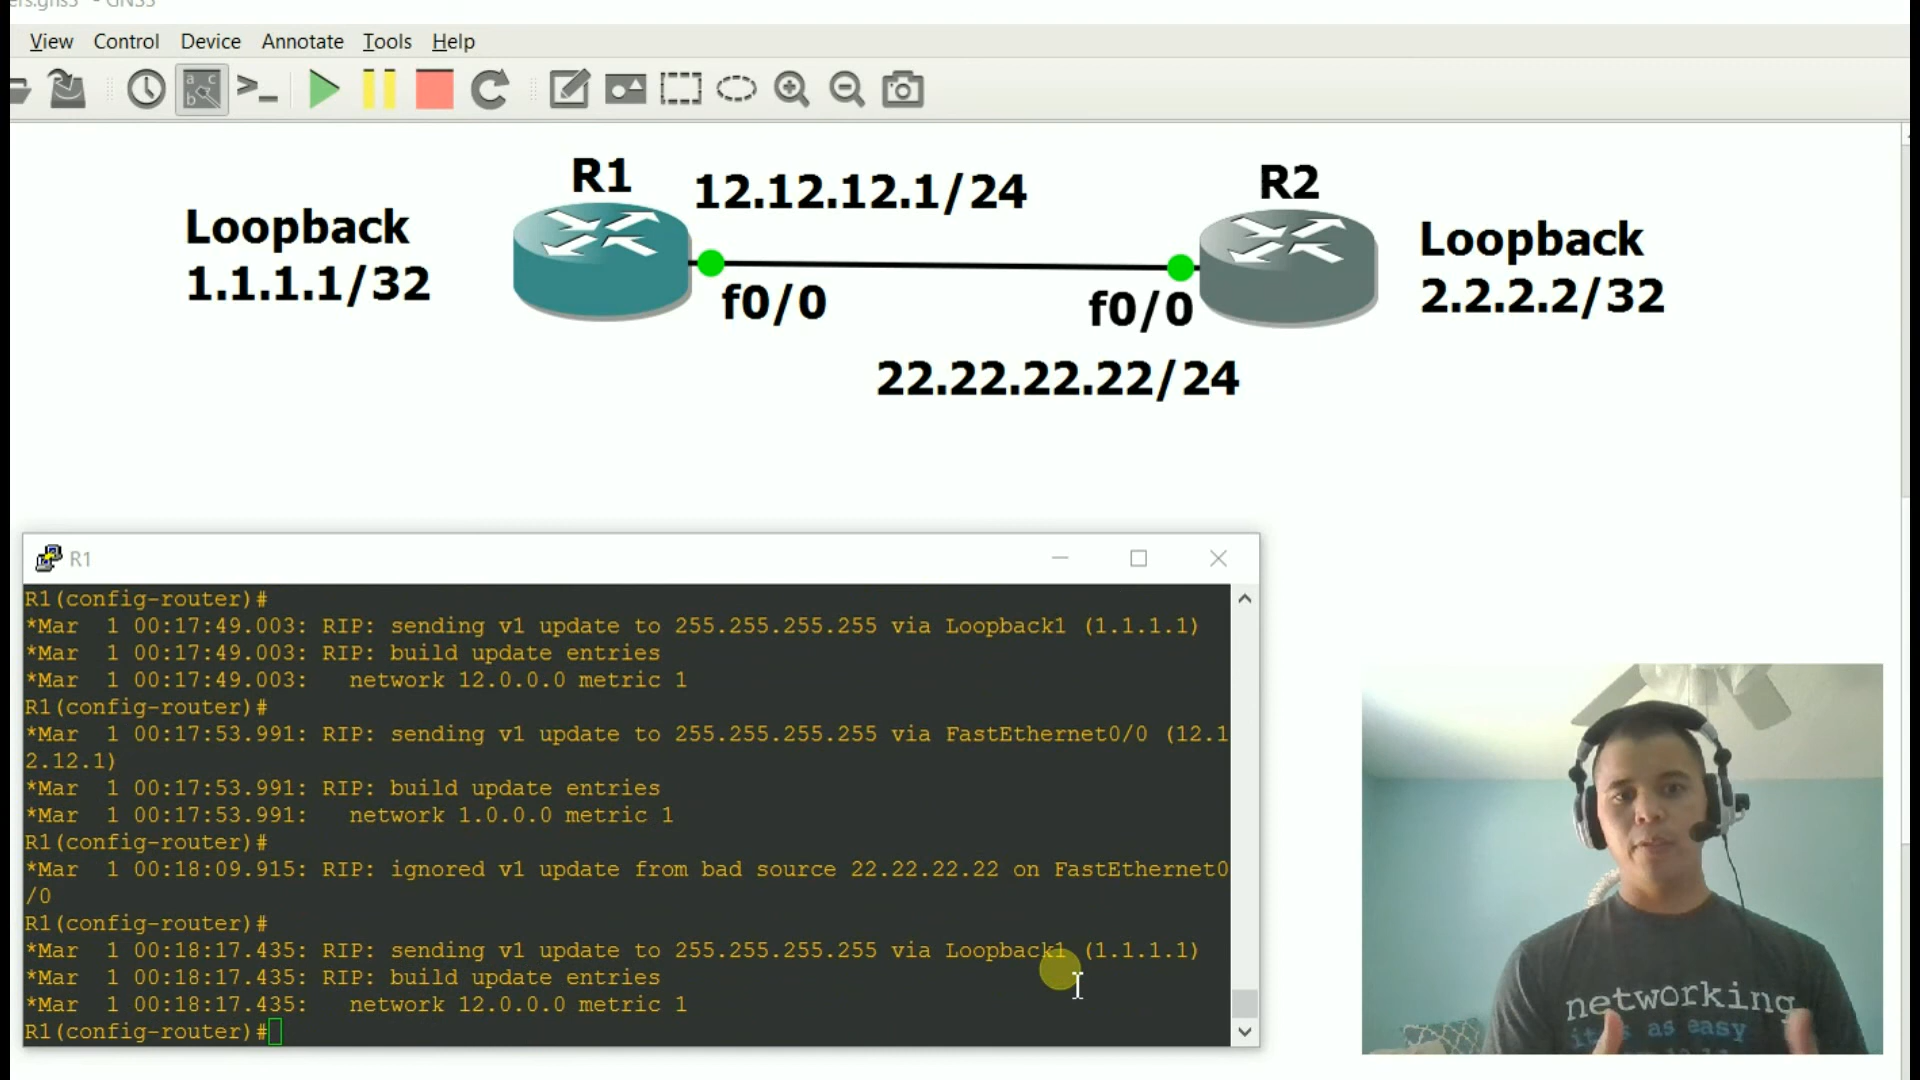 View Control Device Annotate Tools Help
R1
12.12.12.1/24
R2
Loopback
1.1.1.1/32
Loopback
2.2.2.2/32
f0/0
f0/0
22.22.22.22/24
R1
R1(config-router)#
*Mar  1 00:17:49.003: RIP: sending v1 update to 255.255.255.255 via Loopback1 (1.1.1.1)
*Mar  1 00:17:49.003: RIP: build update entries
*Mar  1 00:17:49.003:   network 12.0.0.0 metric 1
R1(config-router)#
*Mar  1 00:17:53.991: RIP: sending v1 update to 255.255.255.255 via FastEthernet0/0 (12.1
2.12.1)
*Mar  1 00:17:53.991: RIP: build update entries
*Mar  1 00:17:53.991:   network 1.0.0.0 metric 1
R1(config-router)#
*Mar  1 00:18:09.915: RIP: ignored v1 update from bad source 22.22.22.22 on FastEthernet0
/0
R1(config-router)#
*Mar  1 00:18:17.435: RIP: sending v1 update to 255.255.255.255 via Loopback1 (1.1.1.1)
*Mar  1 00:18:17.435: RIP: build update entries
*Mar  1 00:18:17.435:   network 12.0.0.0 metric 1
R1(config-router)#
networking
as easy